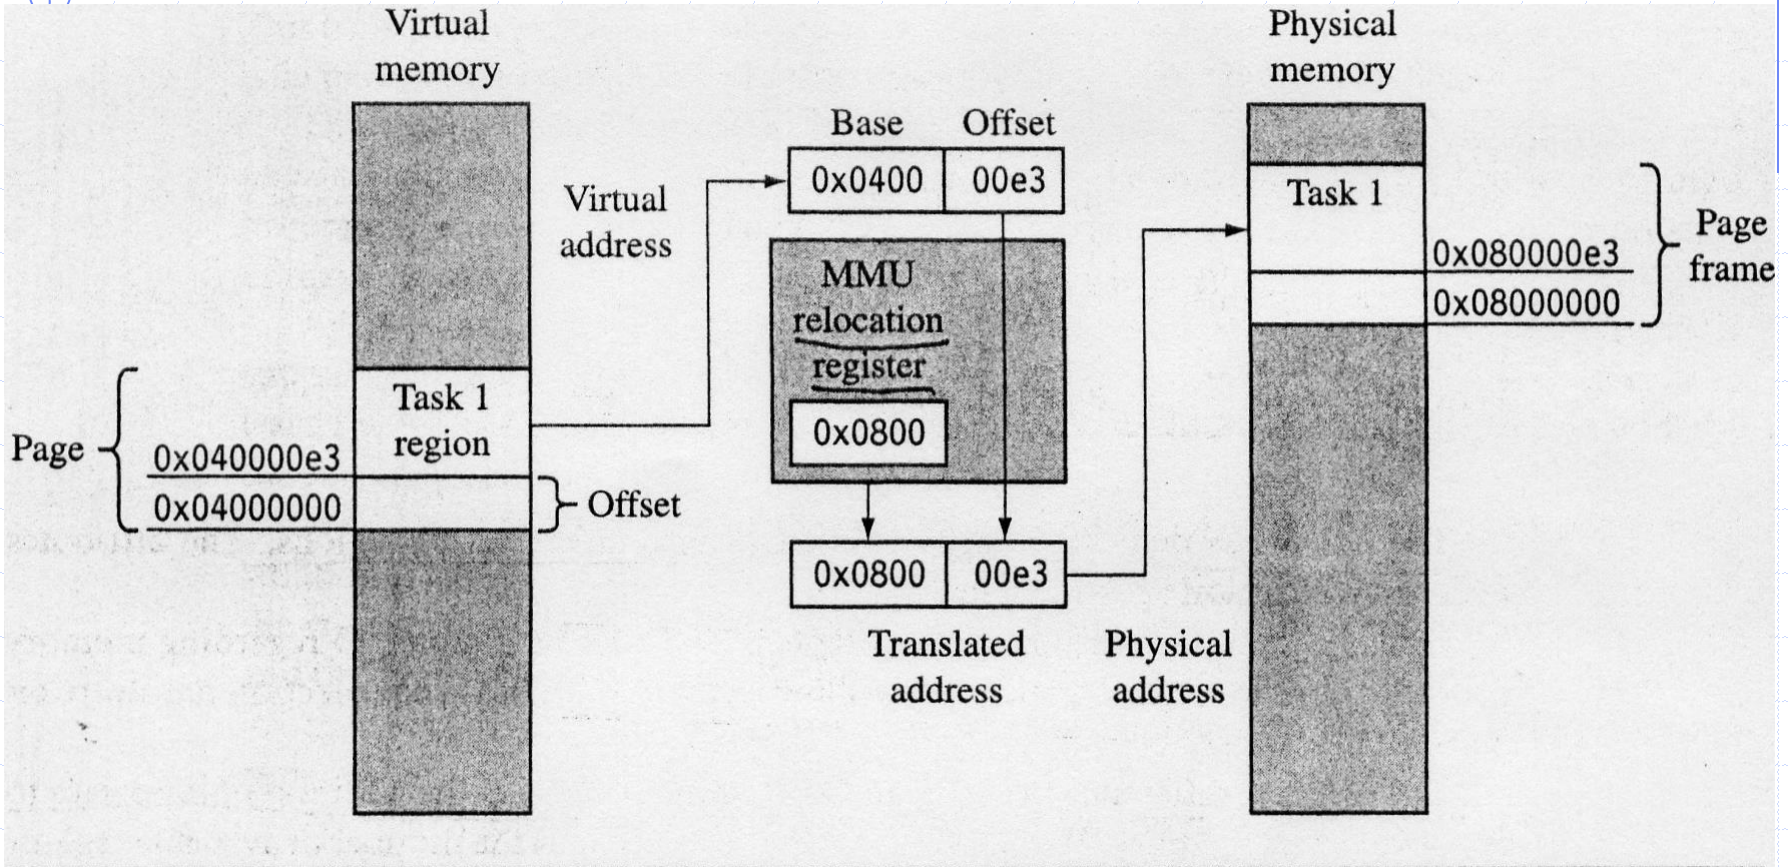 Virtual
memory
Physical
memory
Base
Offset
0x0400
00e3
Virtual
address
MMU
relocation
register
0x0800
Task 1
Page
frame
0x080000e3
0x08000000
Task 1
region
Page
0x040000e3
0x04000000
Offset
0x0800
00e3
Translated
address
Physical
address